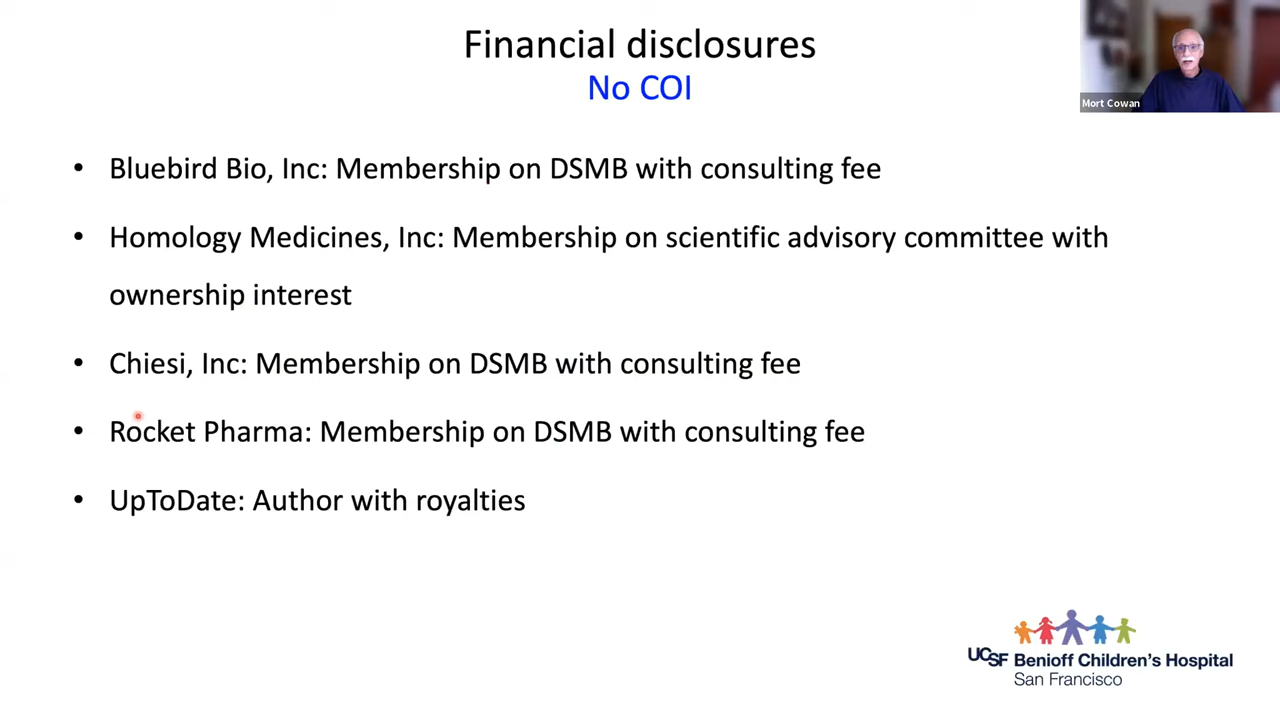 Financial disclosures
No COI
Mort Cowan
• Bluebird Bio, Inc: Membership on DSMB with consulting fee
• Homology Medicines, Inc: Membership on scientific advisory committee with
ownership interest
• Chiesi, Inc: Membership on DSMB with consulting fee
• Rocket Pharma: Membership on DSMB with consulting fee
• UpToDate: Author with royalties
UCSF Benioff Children's Hospital
San Francisco